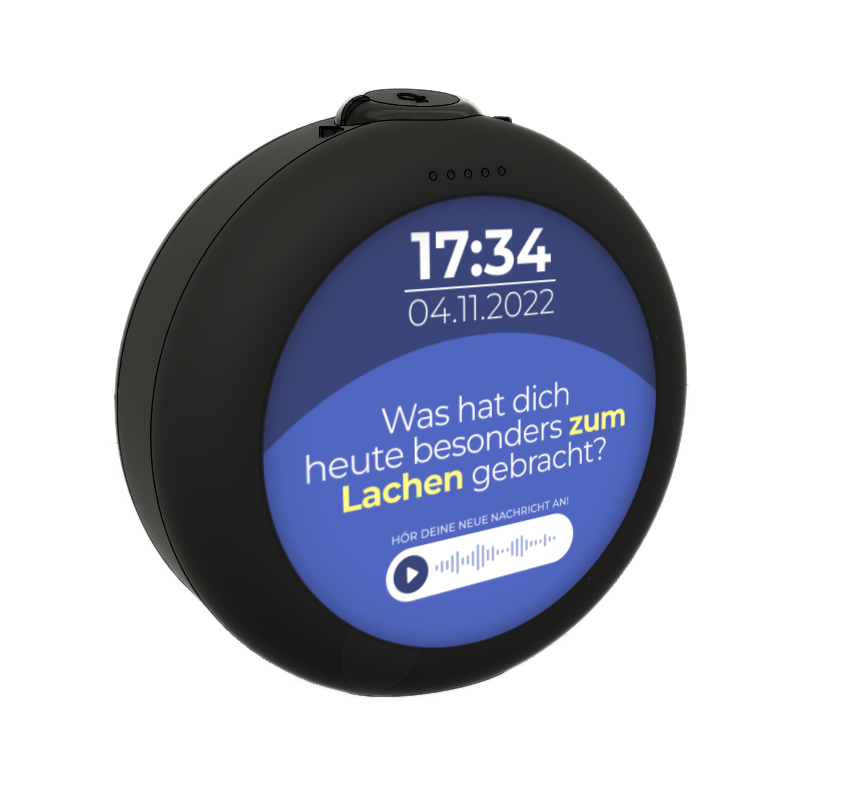 17:34
04.11.2022
Was hat dich
heute besonders zum
Lachen gebracht?
HÖR DEINE NEUE NACHRICHT AN!